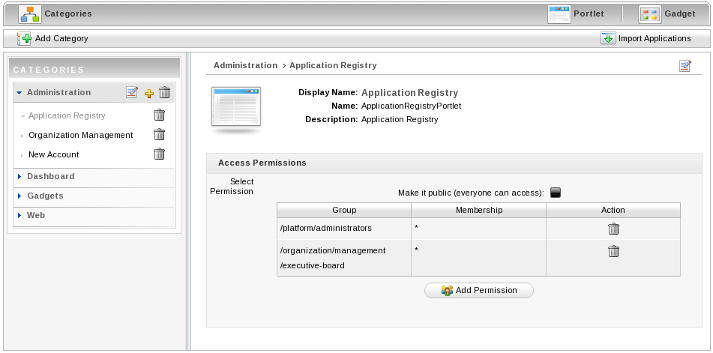 Categories
Portlet
Gadget
Add Category
Import Applications
CATEGORIES
Administration
Application Registry
Organization Management
New Account
Dashboard
Gadgets
Web
Administration > Application Registry
Display Name: Application Registry
Name: ApplicationRegistryPortlet
Description: Application Registry
Access Permissions
Select
Permission
Make it public (everyone can access):
Group Membership Action
/platform/administrators *
/organization/management *
/executive-board
Add Permission